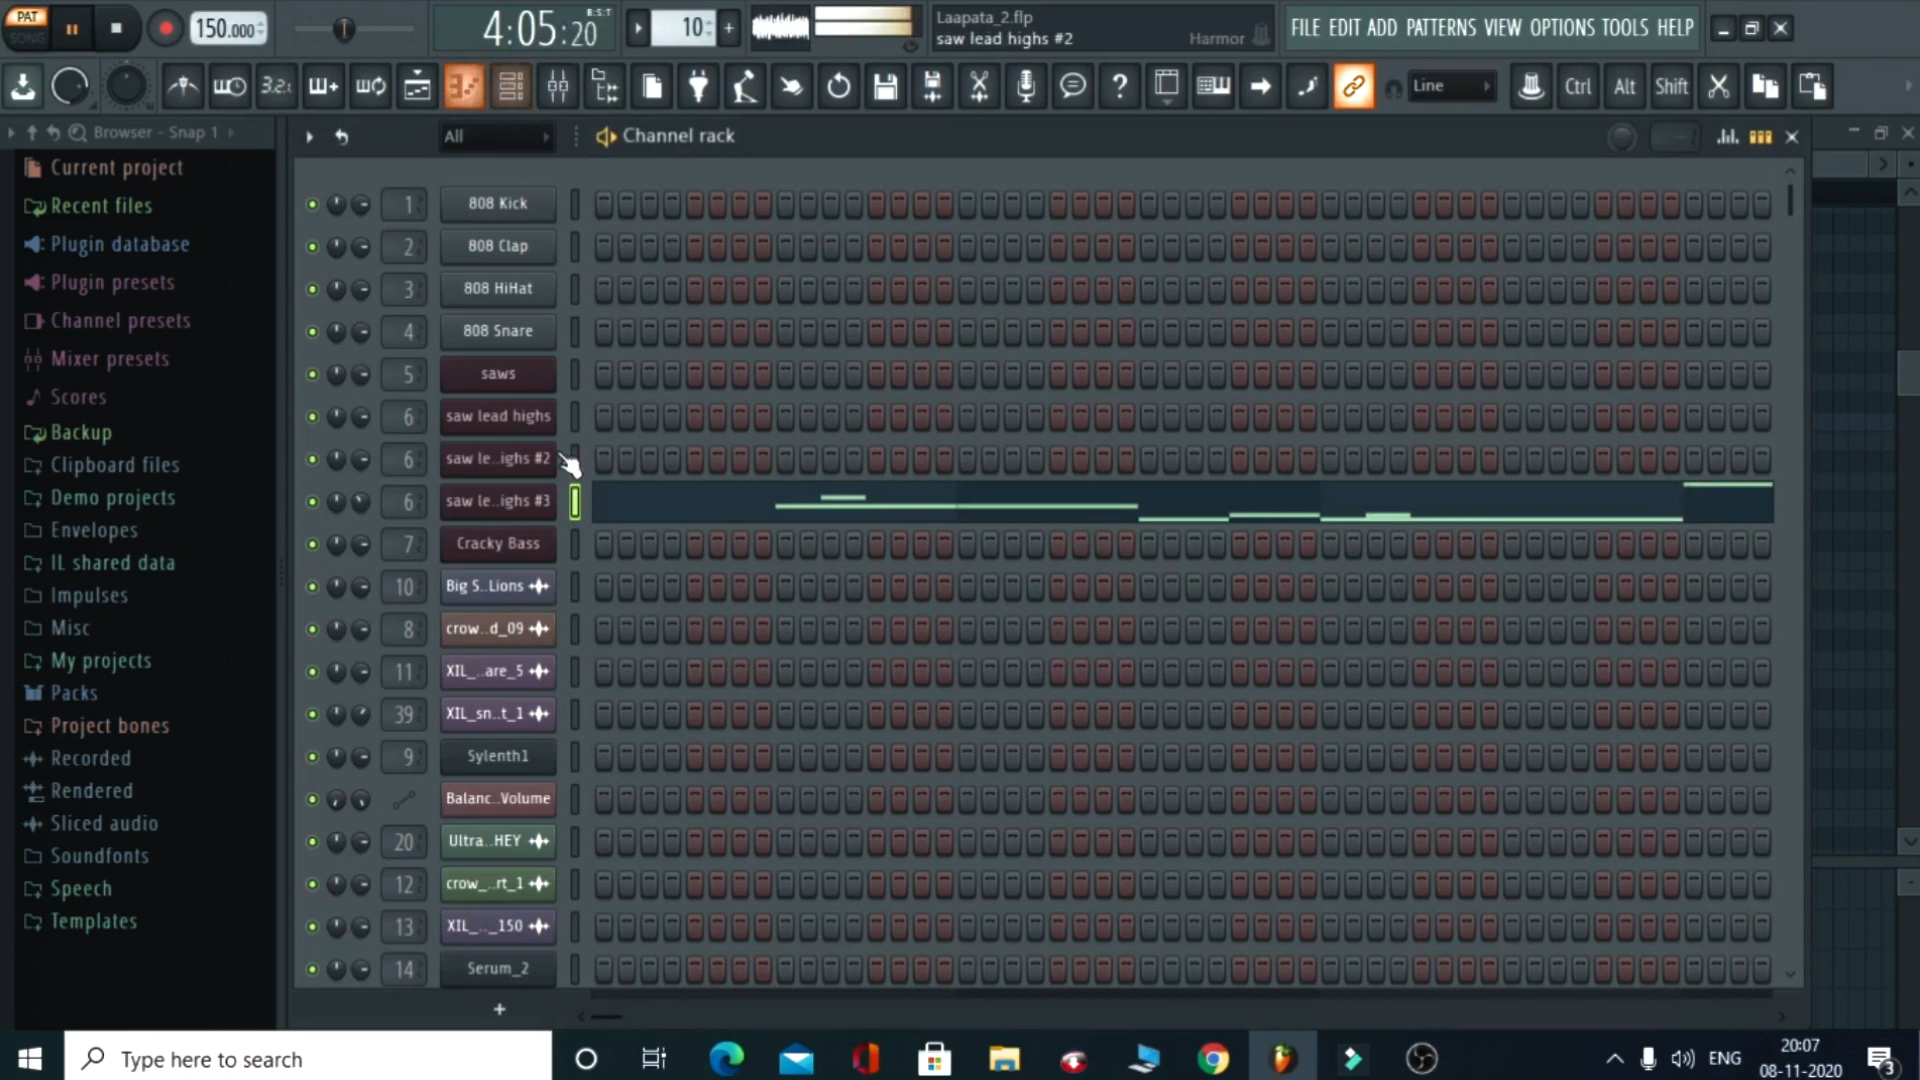 PAT
SONG
150.000
4:05:20
B:S:T
10
Laapata_2.flp
saw lead highs #2
Harmor
FILE EDIT ADD PATTERNS VIEW OPTIONS TOOLS HELP
3.2.
Line
Ctrl
Alt
Shift
Browser - Snap 1
All
Channel rack
Current project
Recent files
Plugin database
Plugin presets
Channel presets
Mixer presets
Scores
Backup
Clipboard files
Demo projects
Envelopes
IL shared data
Impulses
Misc
My projects
Packs
Project bones
Recorded
Rendered
Sliced audio
Soundfonts
Speech
Templates
1 808 Kick
2 808 Clap
3 808 HiHat
4 808 Snare
5 saws
6 saw lead highs
6 saw le..ighs #2
6 saw le..ighs #3
7 Cracky Bass
10 Big S..Lions
8 crow..d_09
11 XIL_..are_5
39 XIL_sn..t_1
9 Sylenth1
Balanc..Volume
20 Ultra..HEY
12 crow_..rt_1
13 XIL_.._150
14 Serum_2
+
Type here to search
ENG
20:07
08-11-2020
3